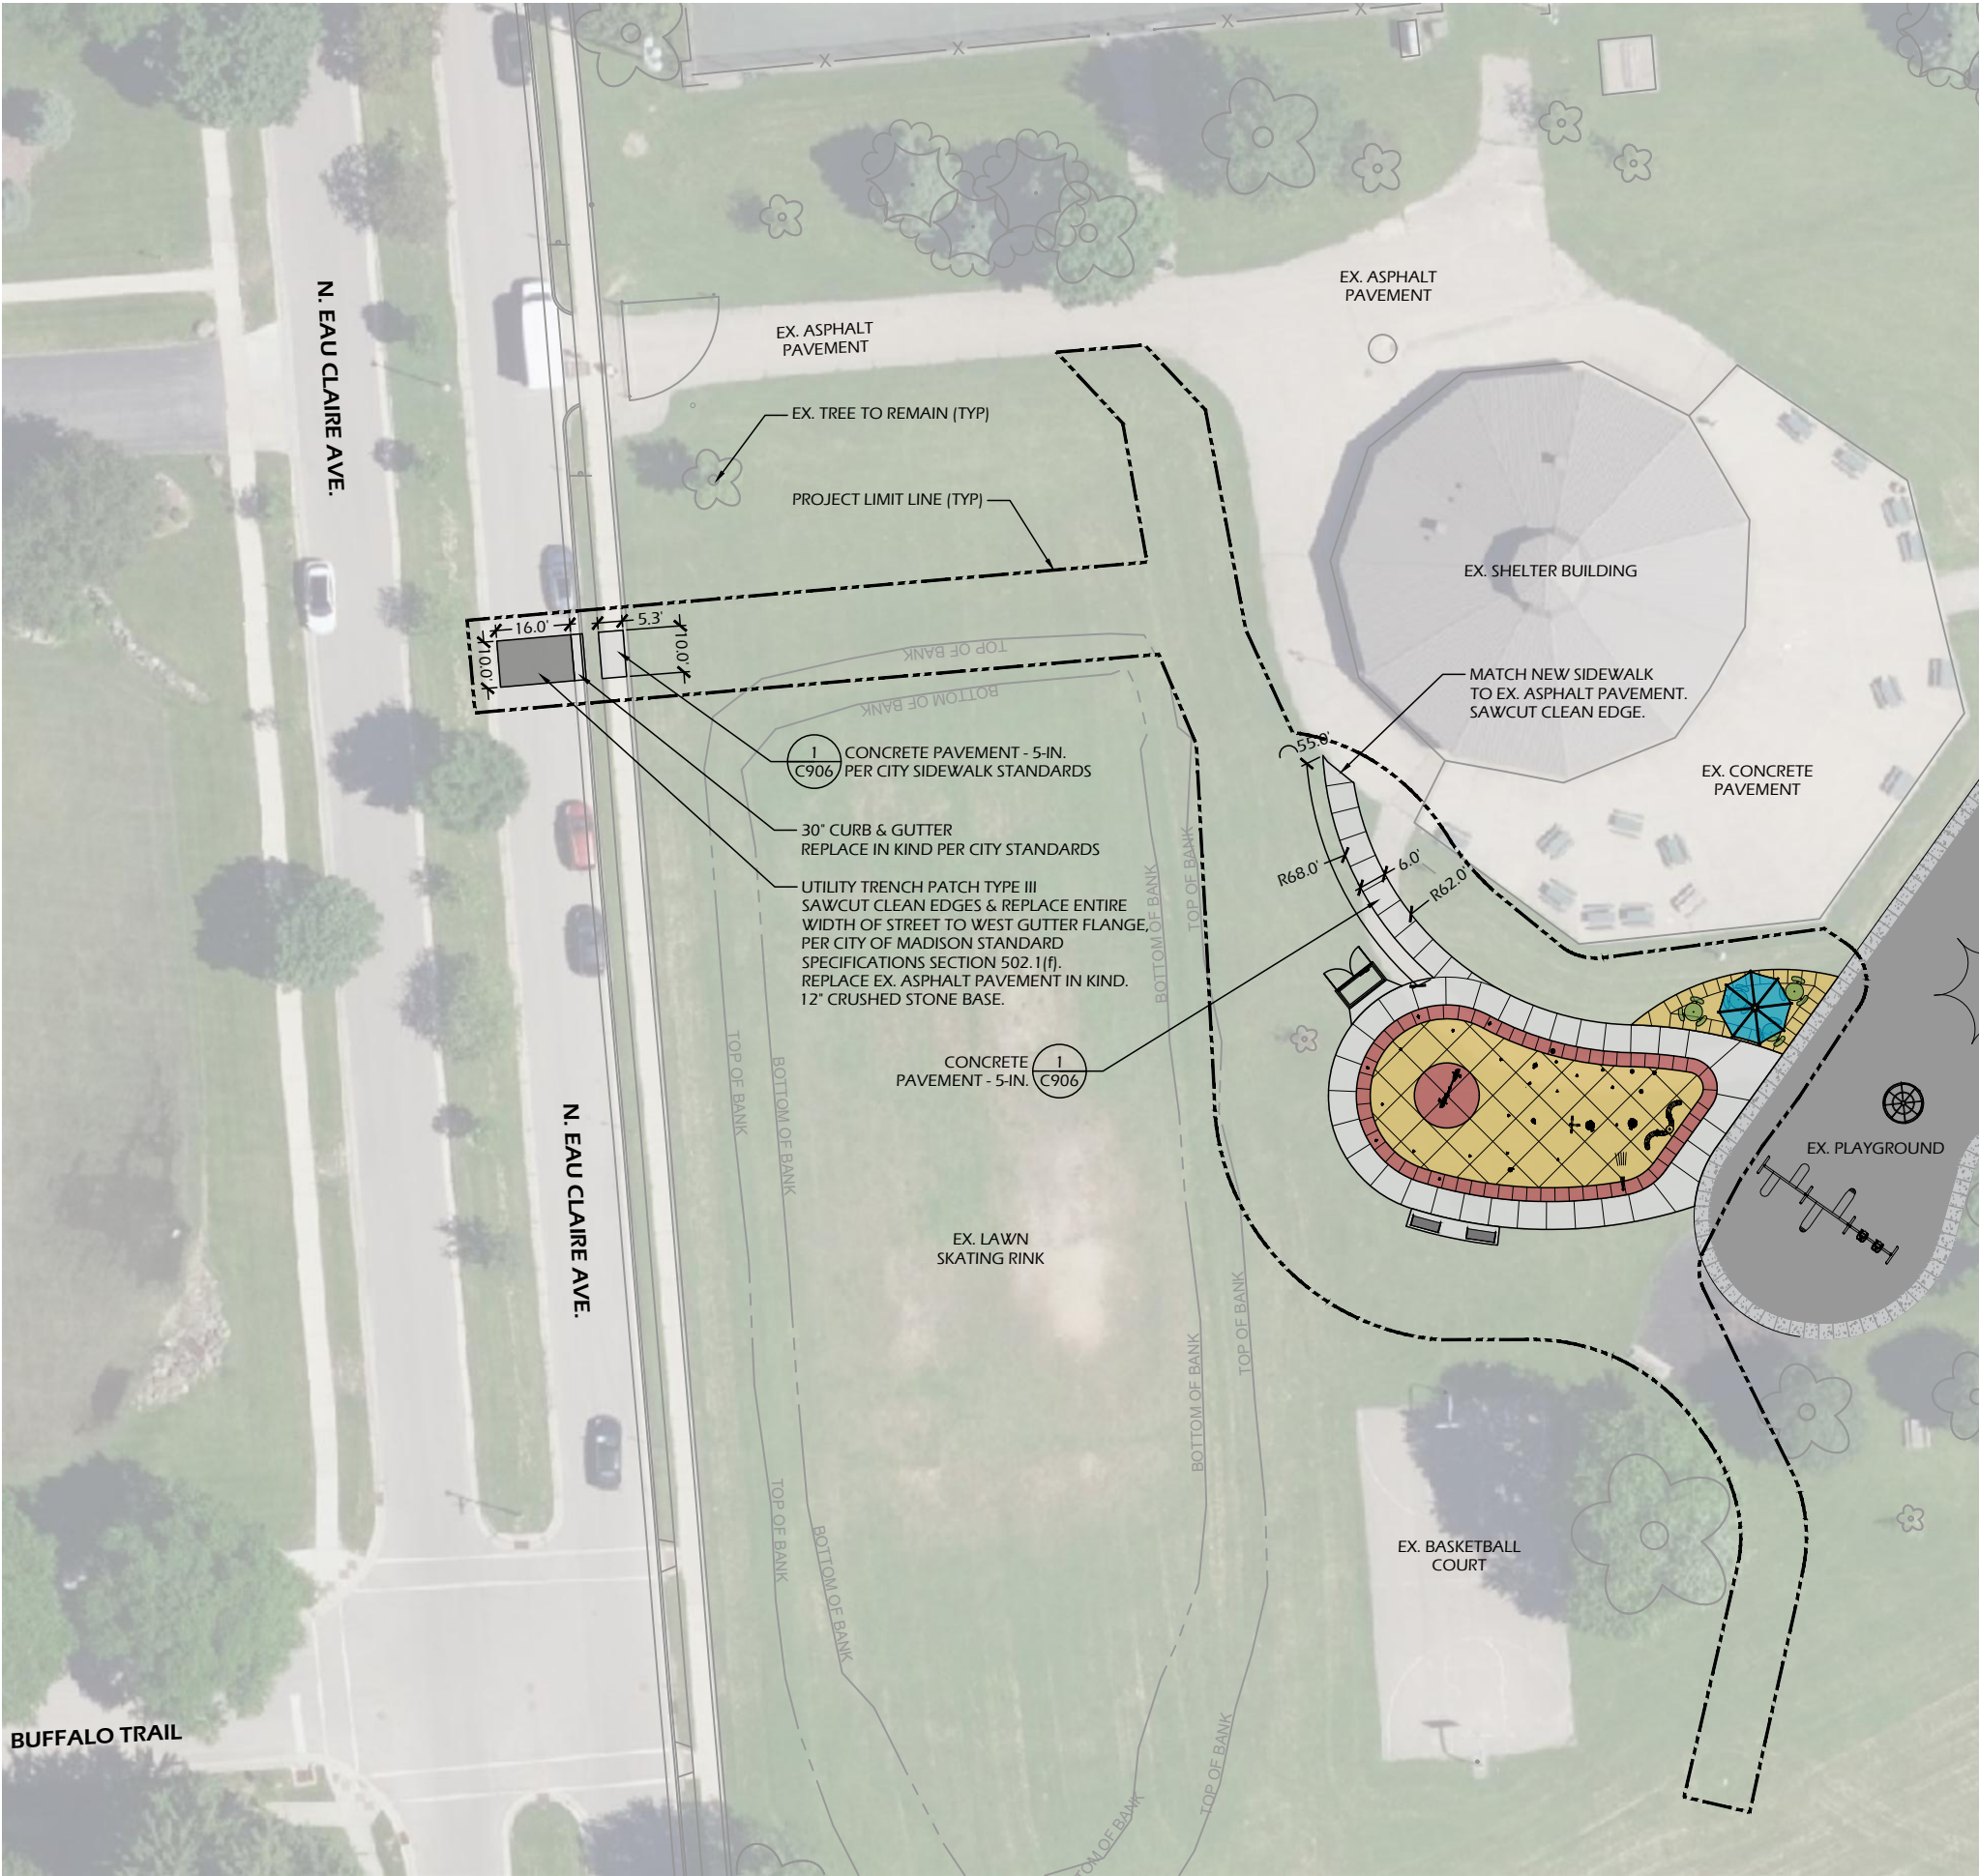 X
X
X
X
N. EAU CLAIRE AVE.
EX. ASPHALT
PAVEMENT
EX. ASPHALT
PAVEMENT
EX. TREE TO REMAIN (TYP)
PROJECT LIMIT LINE (TYP)
EX. SHELTER BUILDING
16.0'
5.3'
10.0'
10.0'
TOP OF BANK
BOTTOM OF BANK
MATCH NEW SIDEWALK
TO EX. ASPHALT PAVEMENT.
SAWCUT CLEAN EDGE.
55.0'
1
C906
CONCRETE PAVEMENT - 5-IN.
PER CITY SIDEWALK STANDARDS
EX. CONCRETE
PAVEMENT
30" CURB & GUTTER
REPLACE IN KIND PER CITY STANDARDS
R68.0'
6.0'
R62.0'
UTILITY TRENCH PATCH TYPE III
SAWCUT CLEAN EDGES & REPLACE ENTIRE
WIDTH OF STREET TO WEST GUTTER FLANGE,
PER CITY OF MADISON STANDARD
SPECIFICATIONS SECTION 502.1(f).
REPLACE EX. ASPHALT PAVEMENT IN KIND.
12" CRUSHED STONE BASE.
BOTTOM OF BANK
TOP OF BANK
CONCRETE
PAVEMENT - 5-IN.
1
C906
TOP OF BANK
BOTTOM OF BANK
N. EAU CLAIRE AVE.
EX. PLAYGROUND
EX. LAWN
SKATING RINK
BOTTOM OF BANK
TOP OF BANK
TOP OF BANK
BOTTOM OF BANK
EX. BASKETBALL
COURT
BUFFALO TRAIL
TOP OF BANK
TOM OF BANK